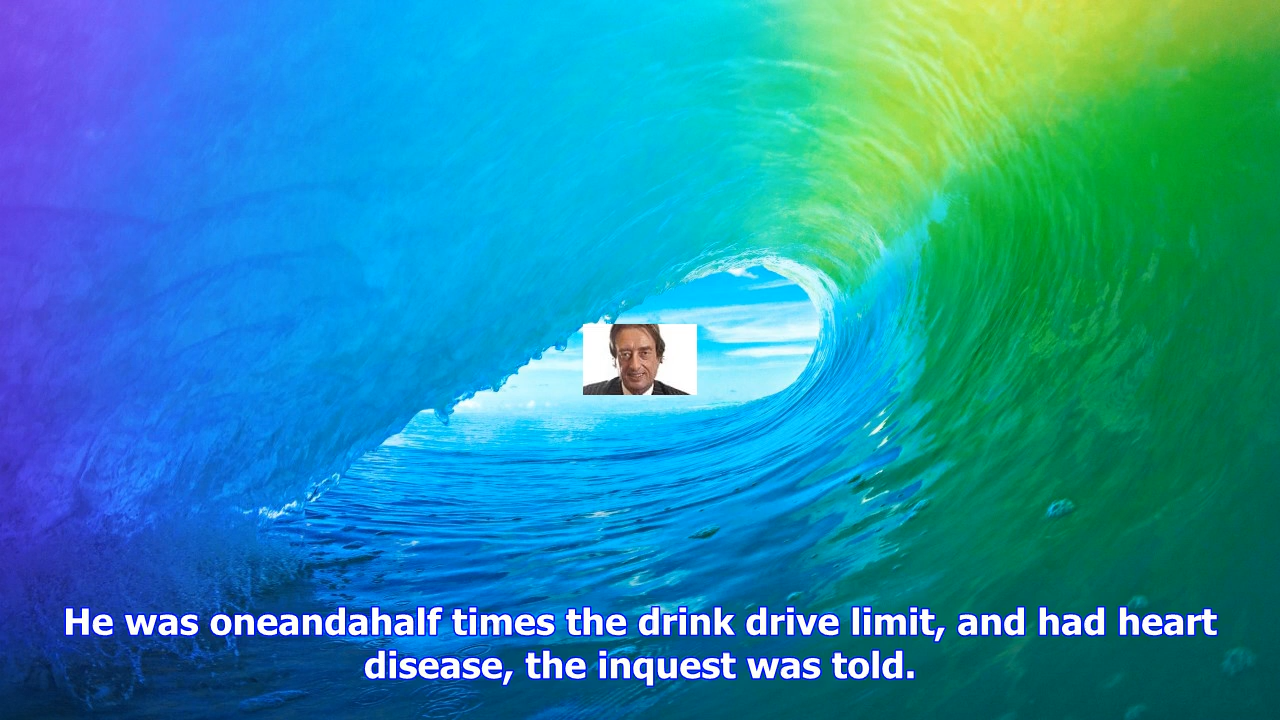 He was oneandahalf times the drink drive limit, and had heart
disease, the inquest was told.